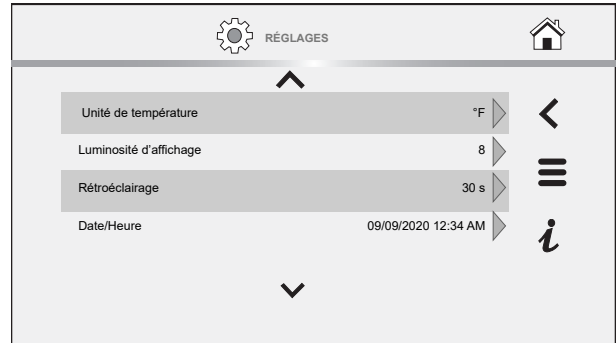 RÉGLAGES
Unité de température °F
Luminosité d'affichage 8
Rétroéclairage 30 s
Date/Heure 09/09/2020 12:34 AM
i